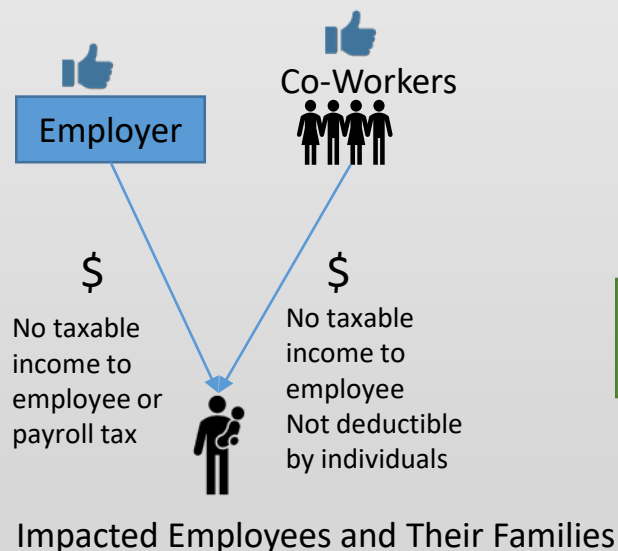 Co-Workers
Employer
$
No taxable
income to
employee or
payroll tax
$
No taxable
income to
employee
Not deductible
by individuals
Impacted Employees and Their Families